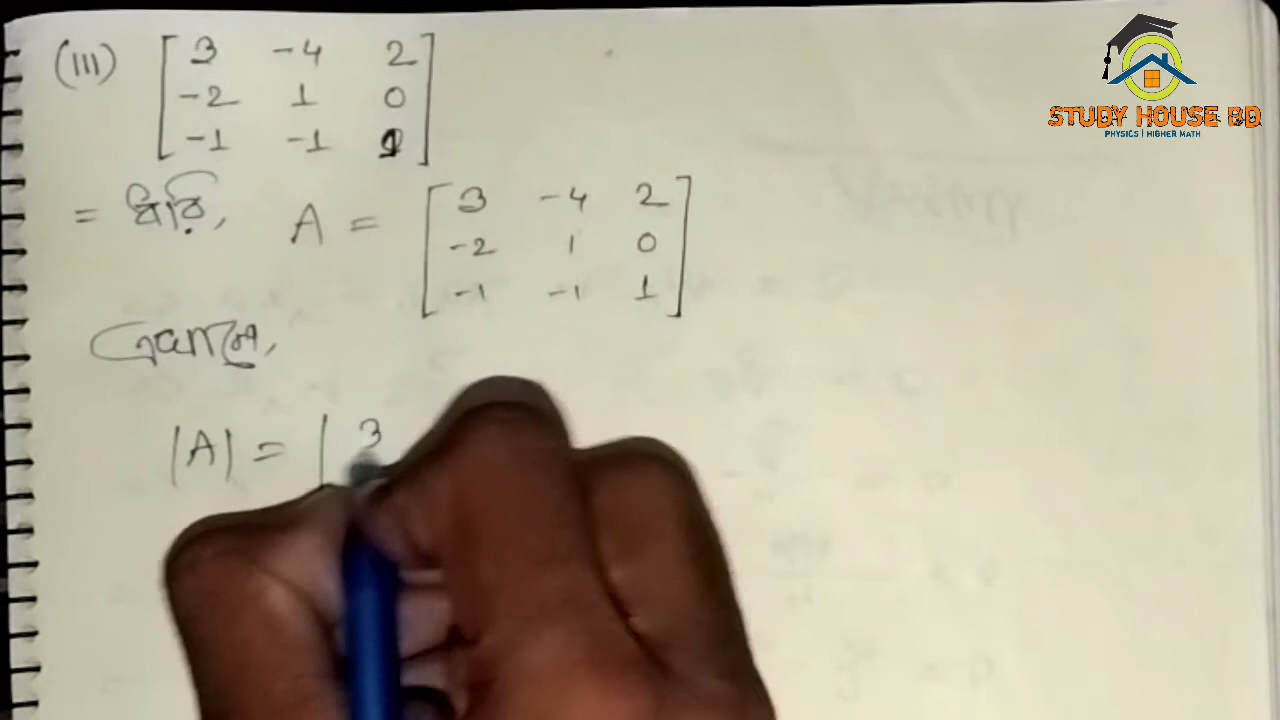 STUDY HOUSE BD
PHYSICS | HIGHER MATH
(iii) [ 3 -4 2
-2 1 0
-1 -1 1 ]
= ধরি, A = [ 3 -4 2
-2 1 0
-1 -1 1 ]
এখানে,
|A| = | 3